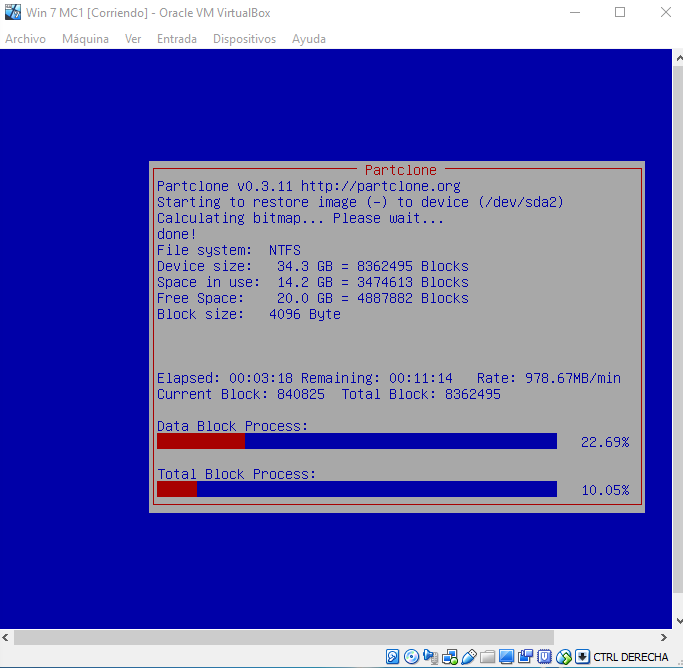 Win 7 MC1 [Corriendo] - Oracle VM VirtualBox
Archivo Máquina Ver Entrada Dispositivos Ayuda
Partclone
Partclone v0.3.11 http://partclone.org
Starting to restore image (-) to device (/dev/sda2)
Calculating bitmap... Please wait...
done!
File system: NTFS
Device size: 34.3 GB = 8362495 Blocks
Space in use: 14.2 GB = 3474613 Blocks
Free Space: 20.0 GB = 4887882 Blocks
Block size: 4096 Byte
Elapsed: 00:03:18 Remaining: 00:11:14 Rate: 978.67MB/min
Current Block: 840825 Total Block: 8362495
Data Block Process:
22.69%
Total Block Process:
10.05%
CTRL DERECHA